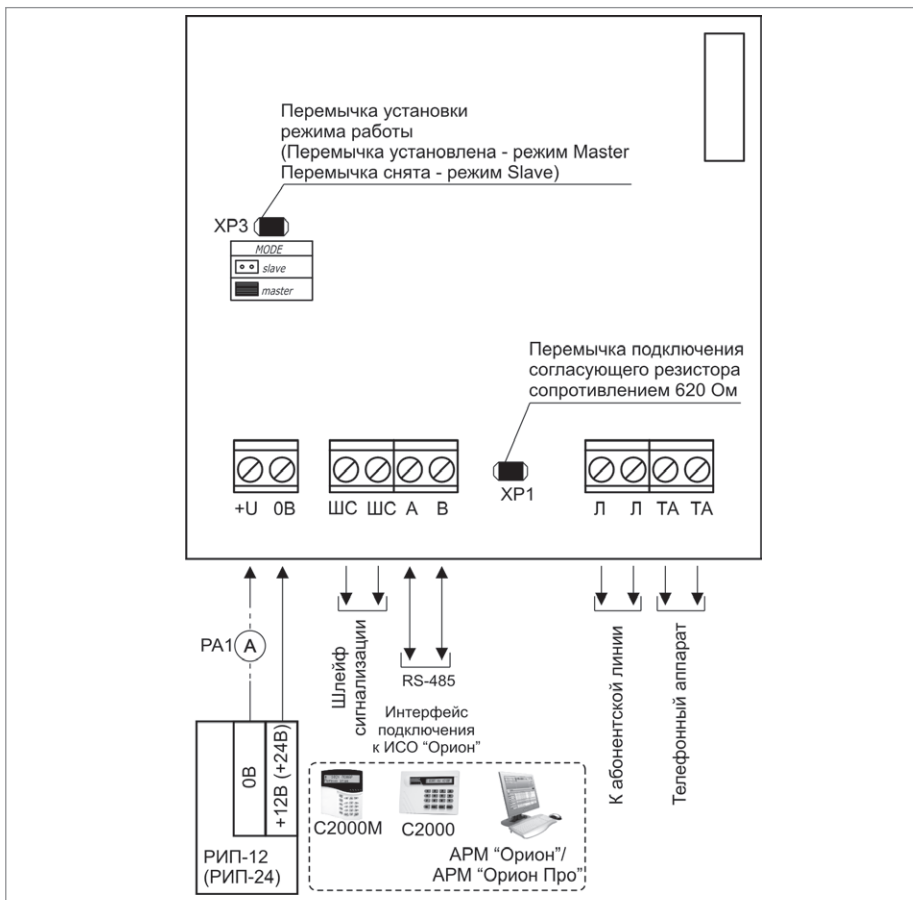 Перемычка установки
режима работы
(Перемычка установлена - режим Master
Перемычка снята - режим Slave)
XP3
MODE
slave
master
Перемычка подключения
согласующего резистора
сопротивлением 620 Ом
XP1
+U 0В ШС ШС А В Л Л ТА ТА
РА1 А
Шлейф
сигнализации
RS-485
Интерфейс
подключения
к ИСО “Орион”
К абонентской линии
Телефонный аппарат
0В
+12В (+24В)
РИП-12
(РИП-24)
С2000М С2000
АРМ “Орион”/
АРМ “Орион Про”